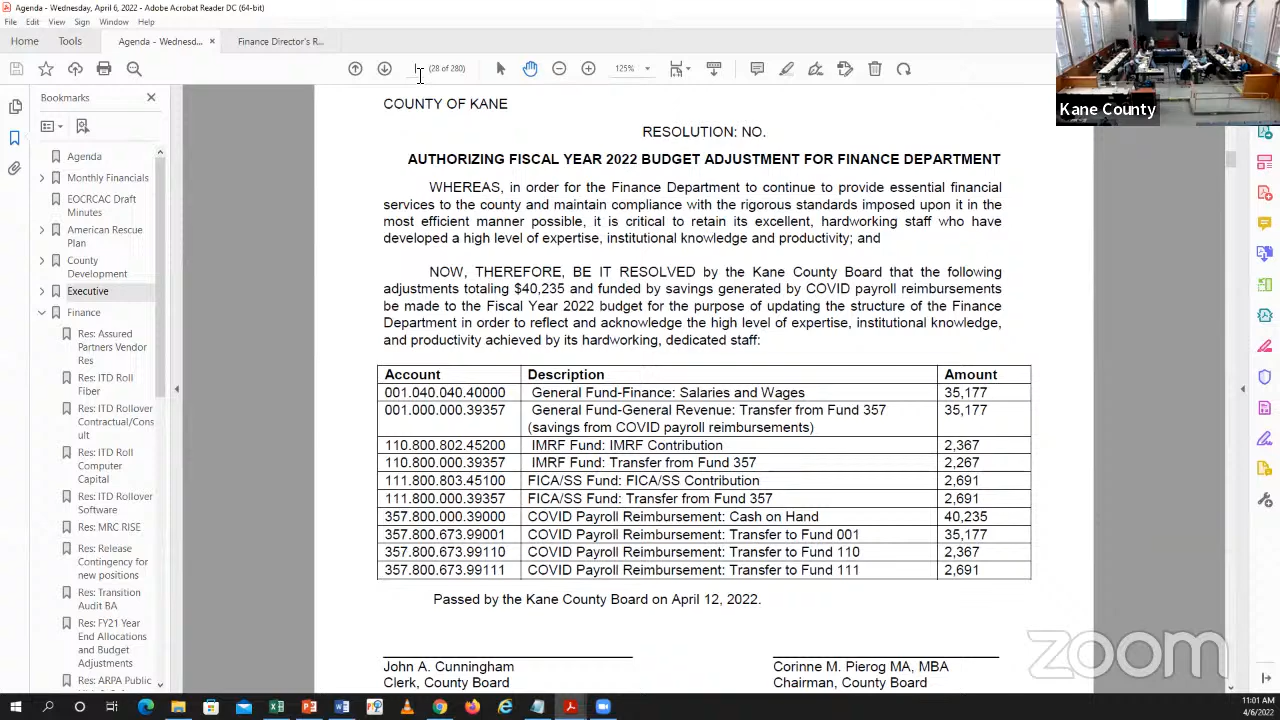 Agenda - Wednesday, April 6, 2022 - Adobe Acrobat Reader DC (64-bit)
File Edit View Sign Window Help
Home Tools Agenda - Wednesd... × Finance Director's R...
(28 of 280) 125%
Bookmarks
Agenda
Monthly Financials
EOCRCAC Draft
Minutes
American Rescue
Plan
County
Development
Executive
Finance
Res: Assured
Partners Vendor
Res
Res: ITD Roll
Fiber
Res: ITD Rollover
Contractual/Cons
ult
Res: ITD Roll
Computer
Capital
Res: ITD Rollover
Software
Res: MRC RISE
Res: Release
Contingency for
new positions
Res: Transition
Audit BA
Res: FY21 Year
End Allocations
and Budget
Adjustments
Res: ARPA Public
COUNTY OF KANE
RESOLUTION: NO.
AUTHORIZING FISCAL YEAR 2022 BUDGET ADJUSTMENT FOR FINANCE DEPARTMENT
WHEREAS, in order for the Finance Department to continue to provide essential financial
services to the county and maintain compliance with the rigorous standards imposed upon it in the
most efficient manner possible, it is critical to retain its excellent, hardworking staff who have
developed a high level of expertise, institutional knowledge and productivity; and
NOW, THEREFORE, BE IT RESOLVED by the Kane County Board that the following
adjustments totaling $40,235 and funded by savings generated by COVID payroll reimbursements
be made to the Fiscal Year 2022 budget for the purpose of updating the structure of the Finance
Department in order to reflect and acknowledge the high level of expertise, institutional knowledge,
and productivity achieved by its hardworking, dedicated staff:
Account Description Amount
001.040.040.40000 General Fund-Finance: Salaries and Wages 35,177
001.000.000.39357 General Fund-General Revenue: Transfer from Fund 357 35,177
(savings from COVID payroll reimbursements)
110.800.802.45200 IMRF Fund: IMRF Contribution 2,367
110.800.000.39357 IMRF Fund: Transfer from Fund 357 2,267
111.800.803.45100 FICA/SS Fund: FICA/SS Contribution 2,691
111.800.000.39357 FICA/SS Fund: Transfer from Fund 357 2,691
357.800.000.39000 COVID Payroll Reimbursement: Cash on Hand 40,235
357.800.673.99001 COVID Payroll Reimbursement: Transfer to Fund 001 35,177
357.800.673.99110 COVID Payroll Reimbursement: Transfer to Fund 110 2,367
357.800.673.99111 COVID Payroll Reimbursement: Transfer to Fund 111 2,691
Passed by the Kane County Board on April 12, 2022.
John A. Cunningham
Clerk, County Board
Corinne M. Pierog MA, MBA
Chairman, County Board
Kane County
zoom
11:01 AM
4/6/2022